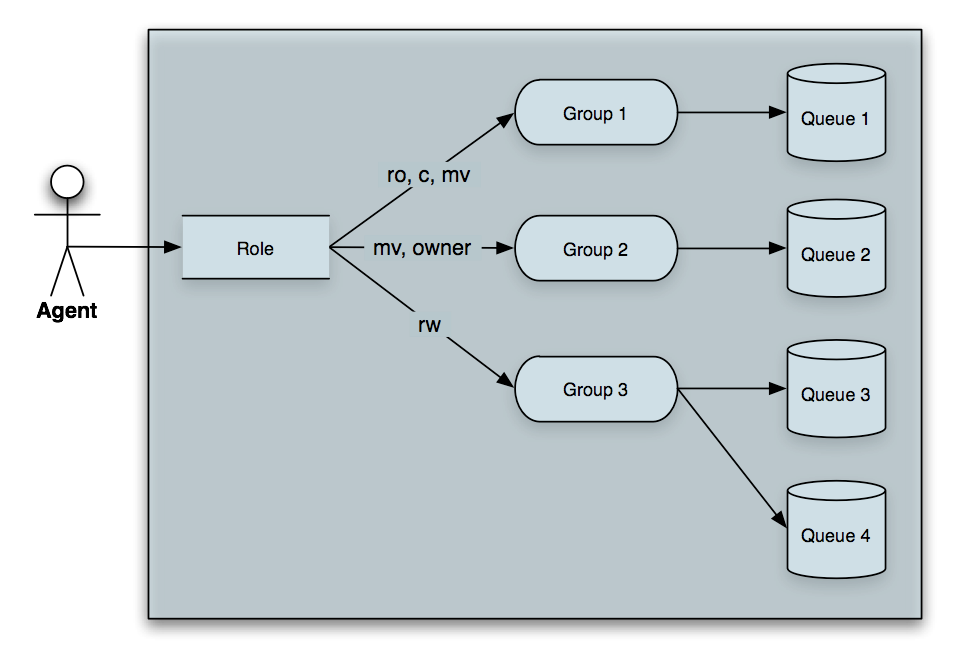 Group 1
Queue 1
ro, c, mv
Agent
Role
mv, owner
Group 2
Queue 2
rw
Group 3
Queue 3
Queue 4